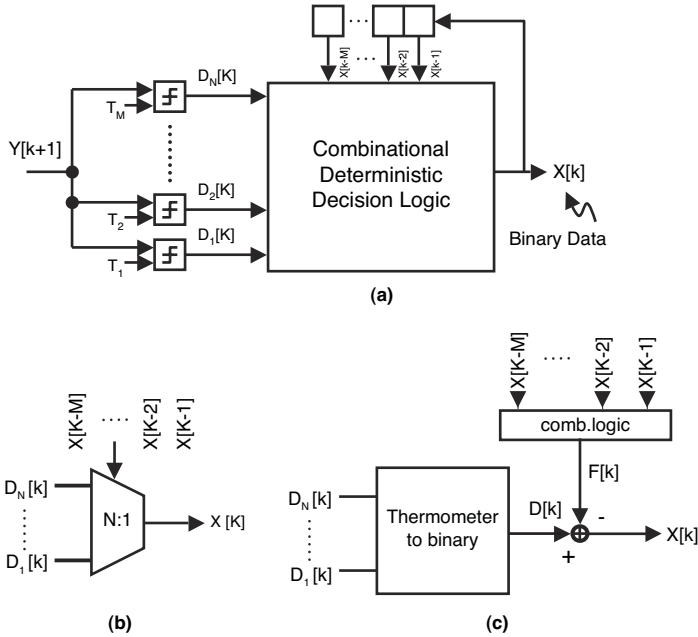 X[k-M]
X[k-2]
X[k-1]
D_N[K]
T_M
Y[k+1]
Combinational
Deterministic
Decision Logic
X[k]
D_2[K]
T_2
Binary Data
D_1[K]
T_1
(a)
X[K-M] .... X[K-2] X[K-1]
D_N[k]
N:1
X [K]
D_1[k]
(b)
X[K-M] .... X[K-2] X[K-1]
comb.logic
F[k]
D_N[k]
Thermometer
to binary
D[k]
-
+
X[k]
D_1[k]
(c)